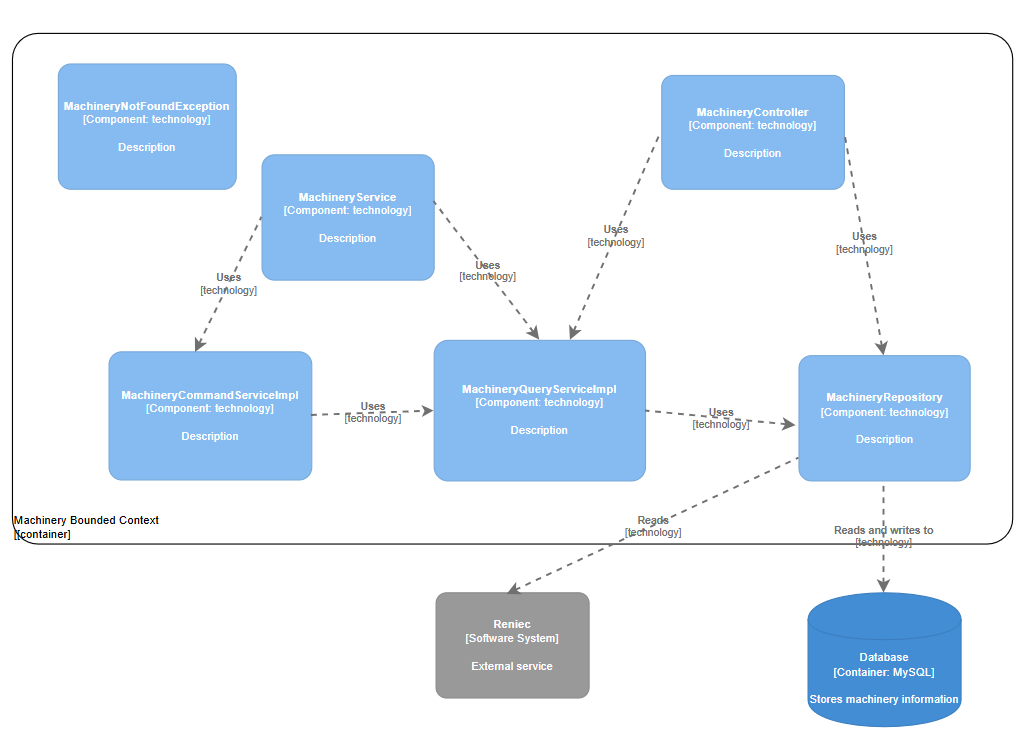 MachineryNotFoundException
[Component: technology]
Description
MachineryController
[Component: technology]
Description
MachineryService
[Component: technology]
Description
Uses
[technology]
Uses
[technology]
Uses
[technology]
Uses
[technology]
MachineryCommandServiceImpl
[Component: technology]
Description
Uses
[technology]
MachineryQueryServiceImpl
[Component: technology]
Description
Uses
[technology]
MachineryRepository
[Component: technology]
Description
Machinery Bounded Context
[[container]
Reads
[technology]
Reads and writes to
[technology]
Reniec
[Software System]
External service
Database
[Container: MySQL]
Stores machinery information